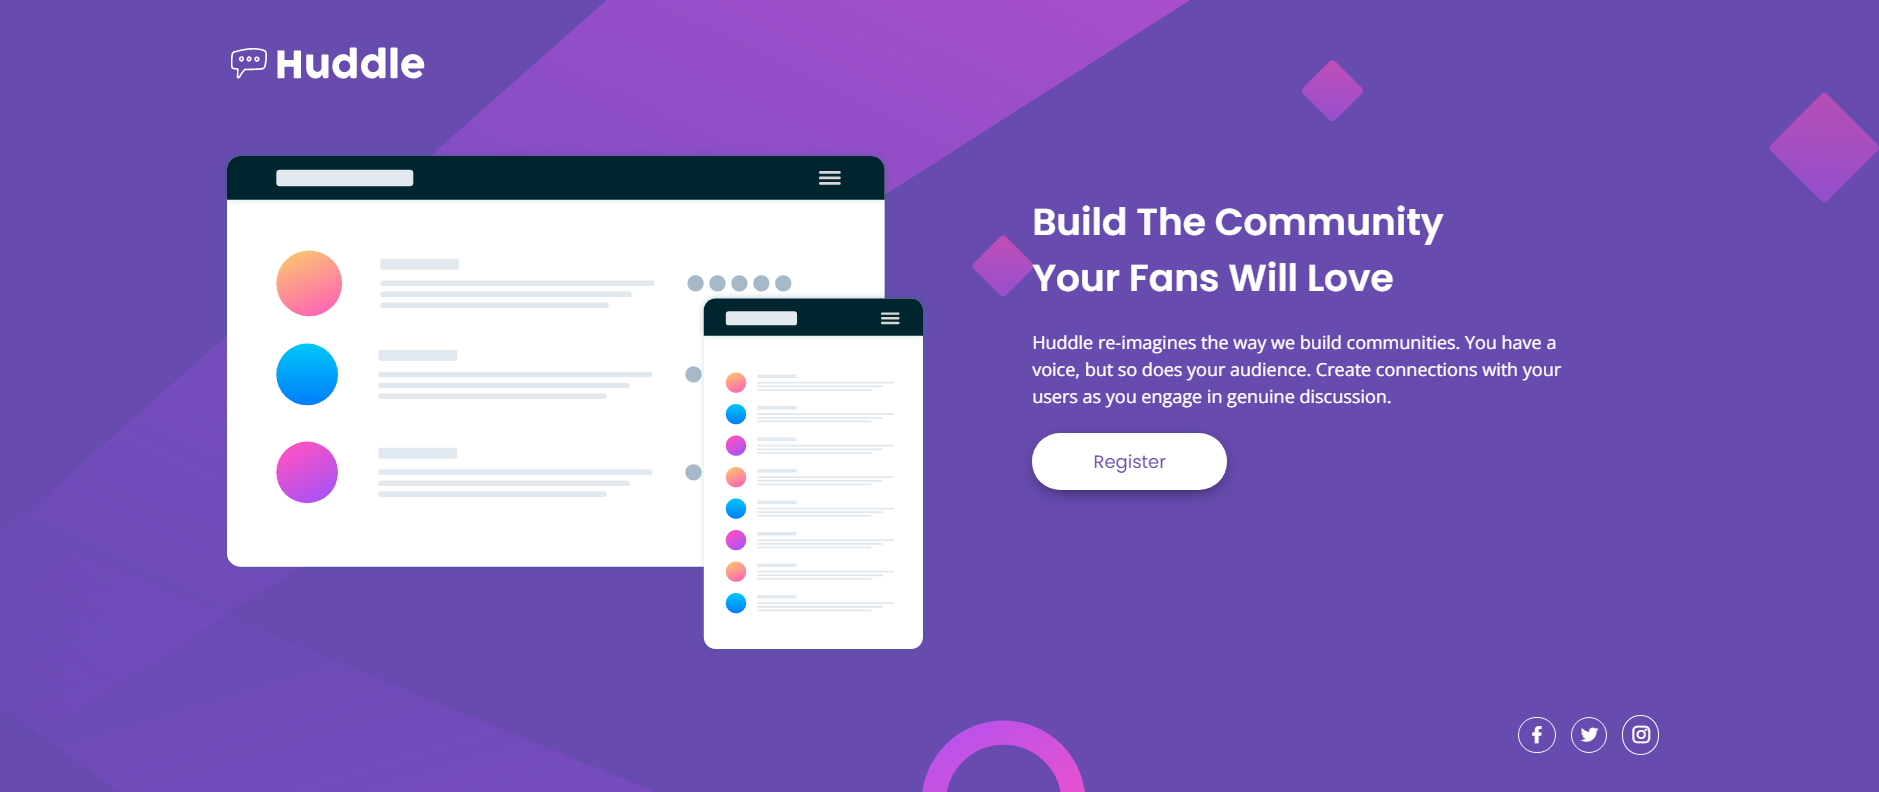 Huddle
Build The Community
Your Fans Will Love
Huddle re-imagines the way we build communities. You have a
voice, but so does your audience. Create connections with your
users as you engage in genuine discussion.
Register